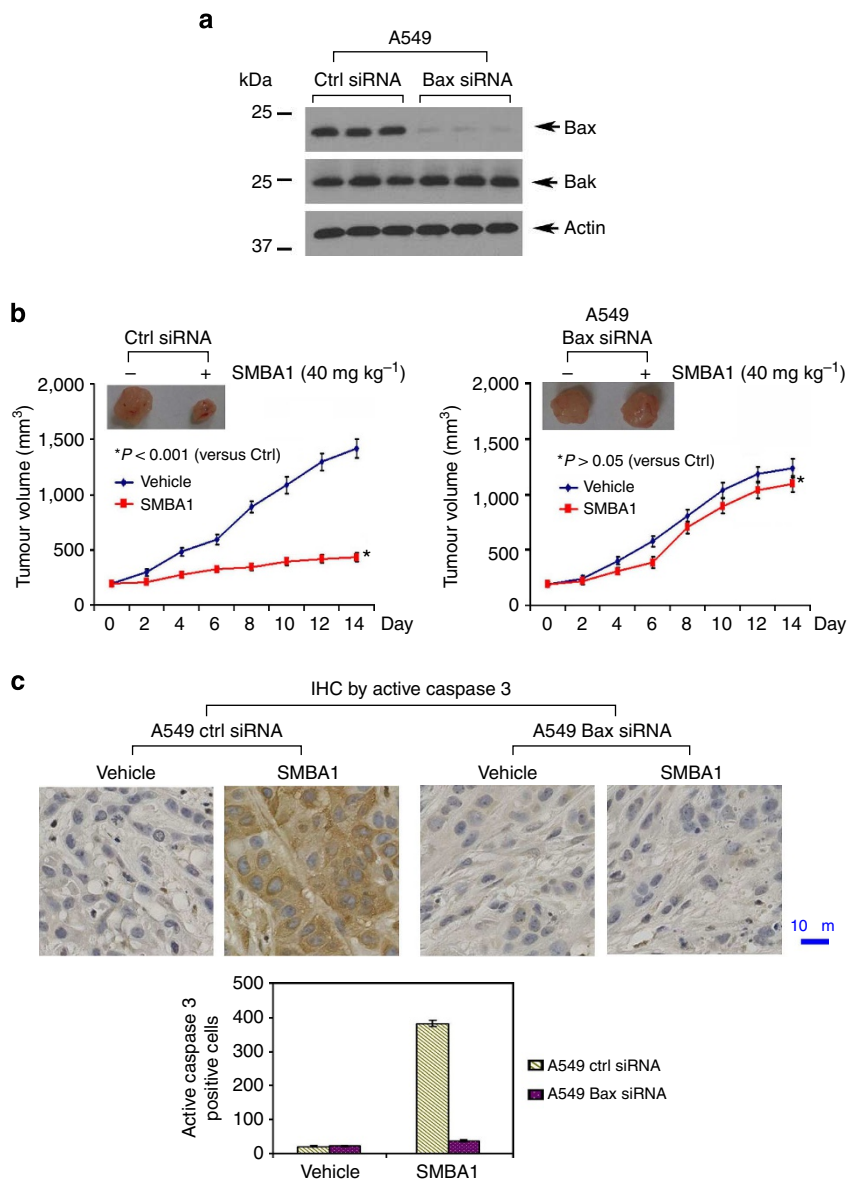 a
A549
kDa
Ctrl siRNA
Bax siRNA
25
Bax
25
Bak
Actin
37
b
Ctrl siRNA
– + SMBA1 (40 mg kg–1)
2,000
1,500
1,000
500
0
Tumour volume (mm3)
*P < 0.001 (versus Ctrl)
Vehicle
SMBA1
*
0 2 4 6 8 10 12 14 Day
A549
Bax siRNA
– + SMBA1 (40 mg kg–1)
2,000
1,500
1,000
500
0
Tumour volume (mm3)
*P > 0.05 (versus Ctrl)
Vehicle
SMBA1
*
0 2 4 6 8 10 12 14 Day
c
IHC by active caspase 3
A549 ctrl siRNA
A549 Bax siRNA
Vehicle
SMBA1
Vehicle
SMBA1
10 m
500
400
300
200
100
0
Active caspase 3
positive cells
Vehicle
SMBA1
A549 ctrl siRNA
A549 Bax siRNA